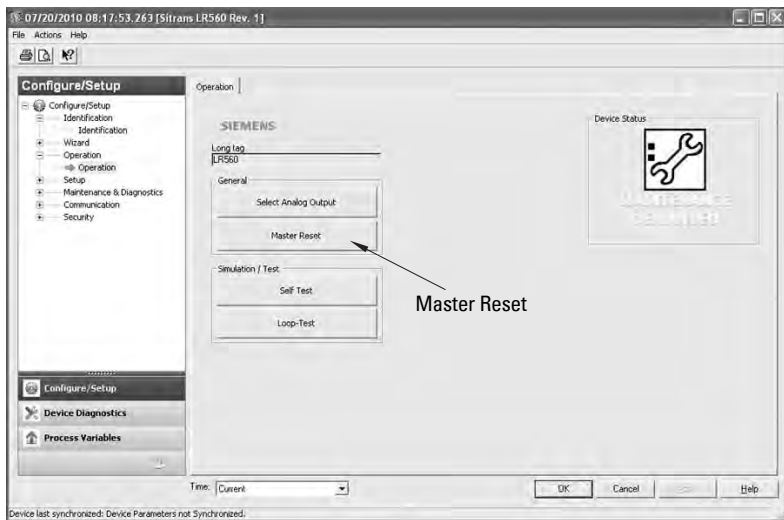 07/20/2010 08:17:53.263 [Sitrans LR560 Rev. 1]
File Actions Help
Configure/Setup
Configure/Setup
Identification
Identification
Wizard
Operation
Operation
Setup
Maintenance & Diagnostics
Communication
Security
Configure/Setup
Device Diagnostics
Process Variables
Operation
SIEMENS
Long tag
LR560
General
Select Analog Output
Master Reset
Simulation / Test
Self Test
Loop-Test
Master Reset
Device Status
MAINTENANCE
Time: Current
OK Cancel Help
Device last synchronized: Device Parameters not Synchronized.